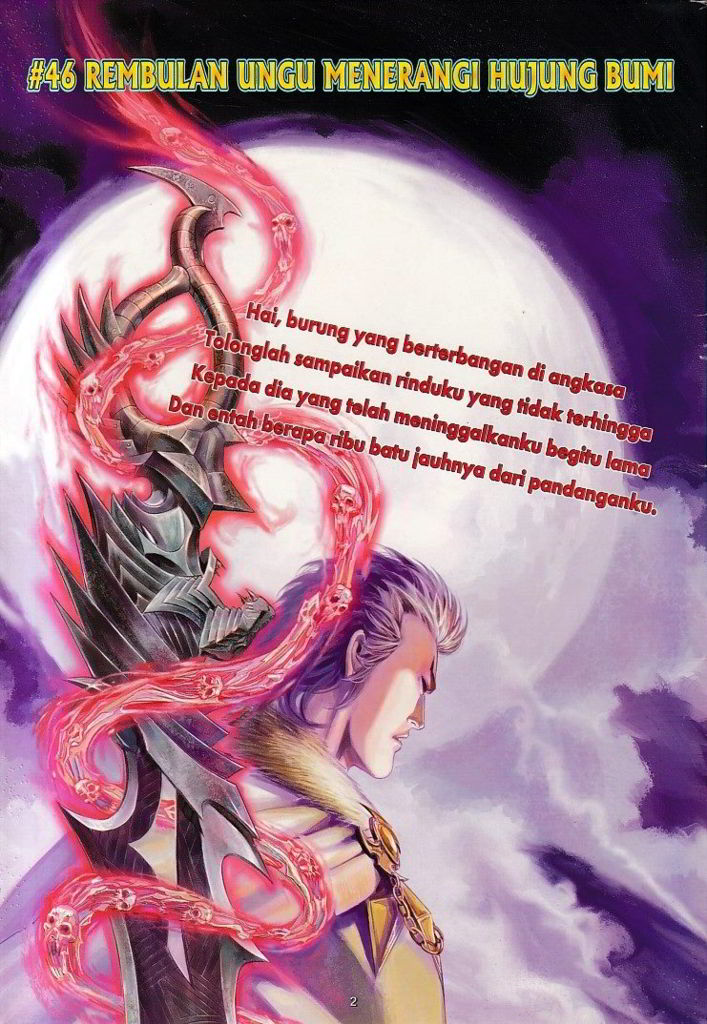 #46 REMBULAN UNGU MENERANGI HUJUNG BUMI
Hai, burung yang berterbangan di angkasa
Tolonglah sampaikan rinduku yang tidak terhingga
Kepada dia yang telah meninggalkanku begitu lama
Dan entah berapa ribu batu jauhnya dari pandanganku.
2